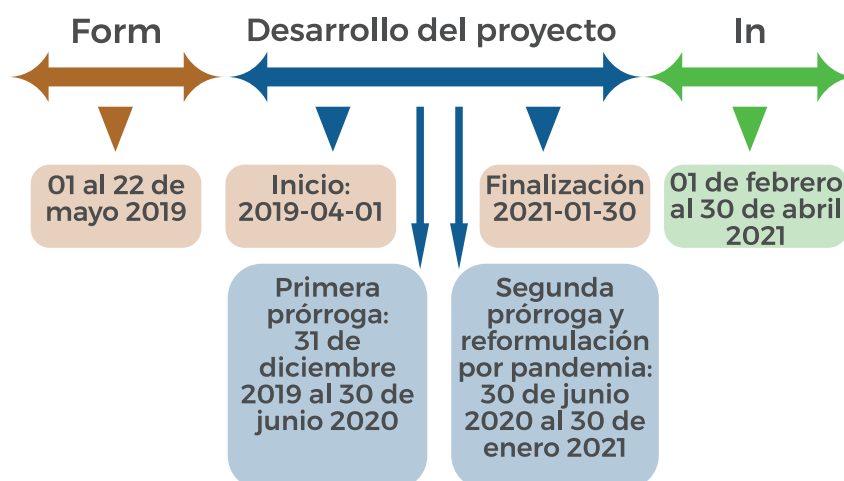 Form
Desarrollo del proyecto
In
01 al 22 de
mayo 2019
Inicio:
2019-04-01
Finalización
2021-01-30
01 de febrero
al 30 de abril
2021
Primera
prórroga:
31 de
diciembre
2019 al 30 de
junio 2020
Segunda
prórroga y
reformulación
por pandemia:
30 de junio
2020 al 30 de
enero 2021